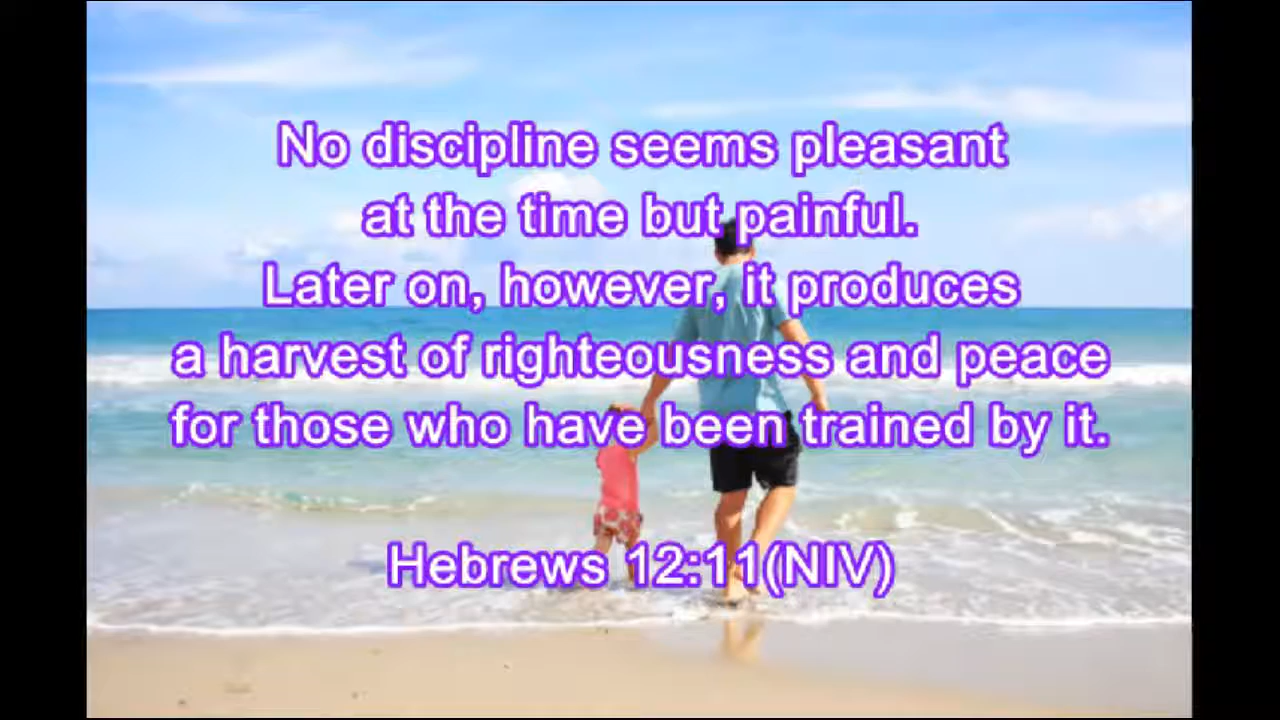 No discipline seems pleasant
at the time but painful.
Later on, however, it produces
a harvest of righteousness and peace
for those who have been trained by it.
Hebrews 12:11(NIV)